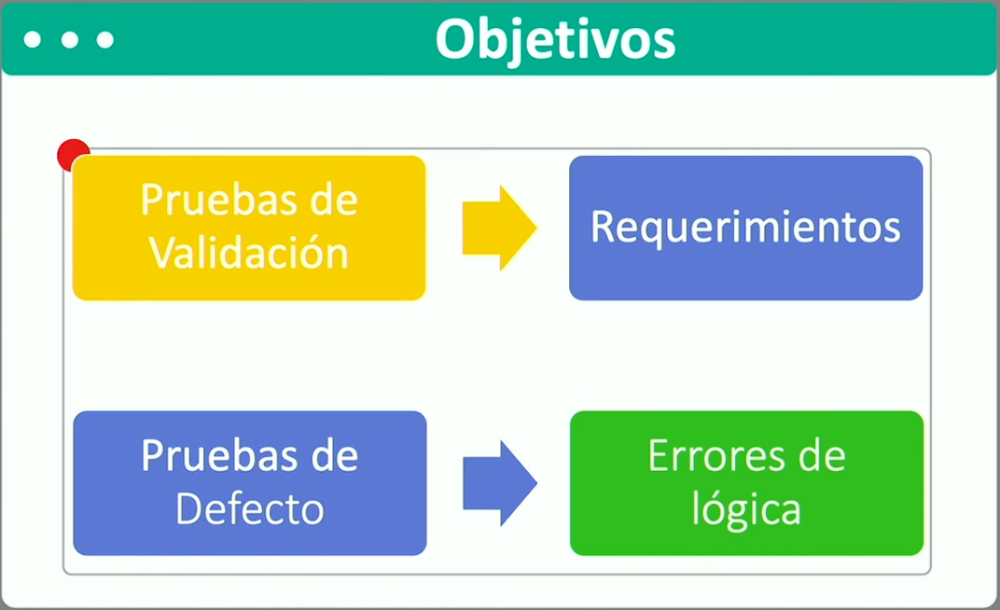 Objetivos
Pruebas de
Validación
Requerimientos
Pruebas de
Defecto
Errores de
lógica